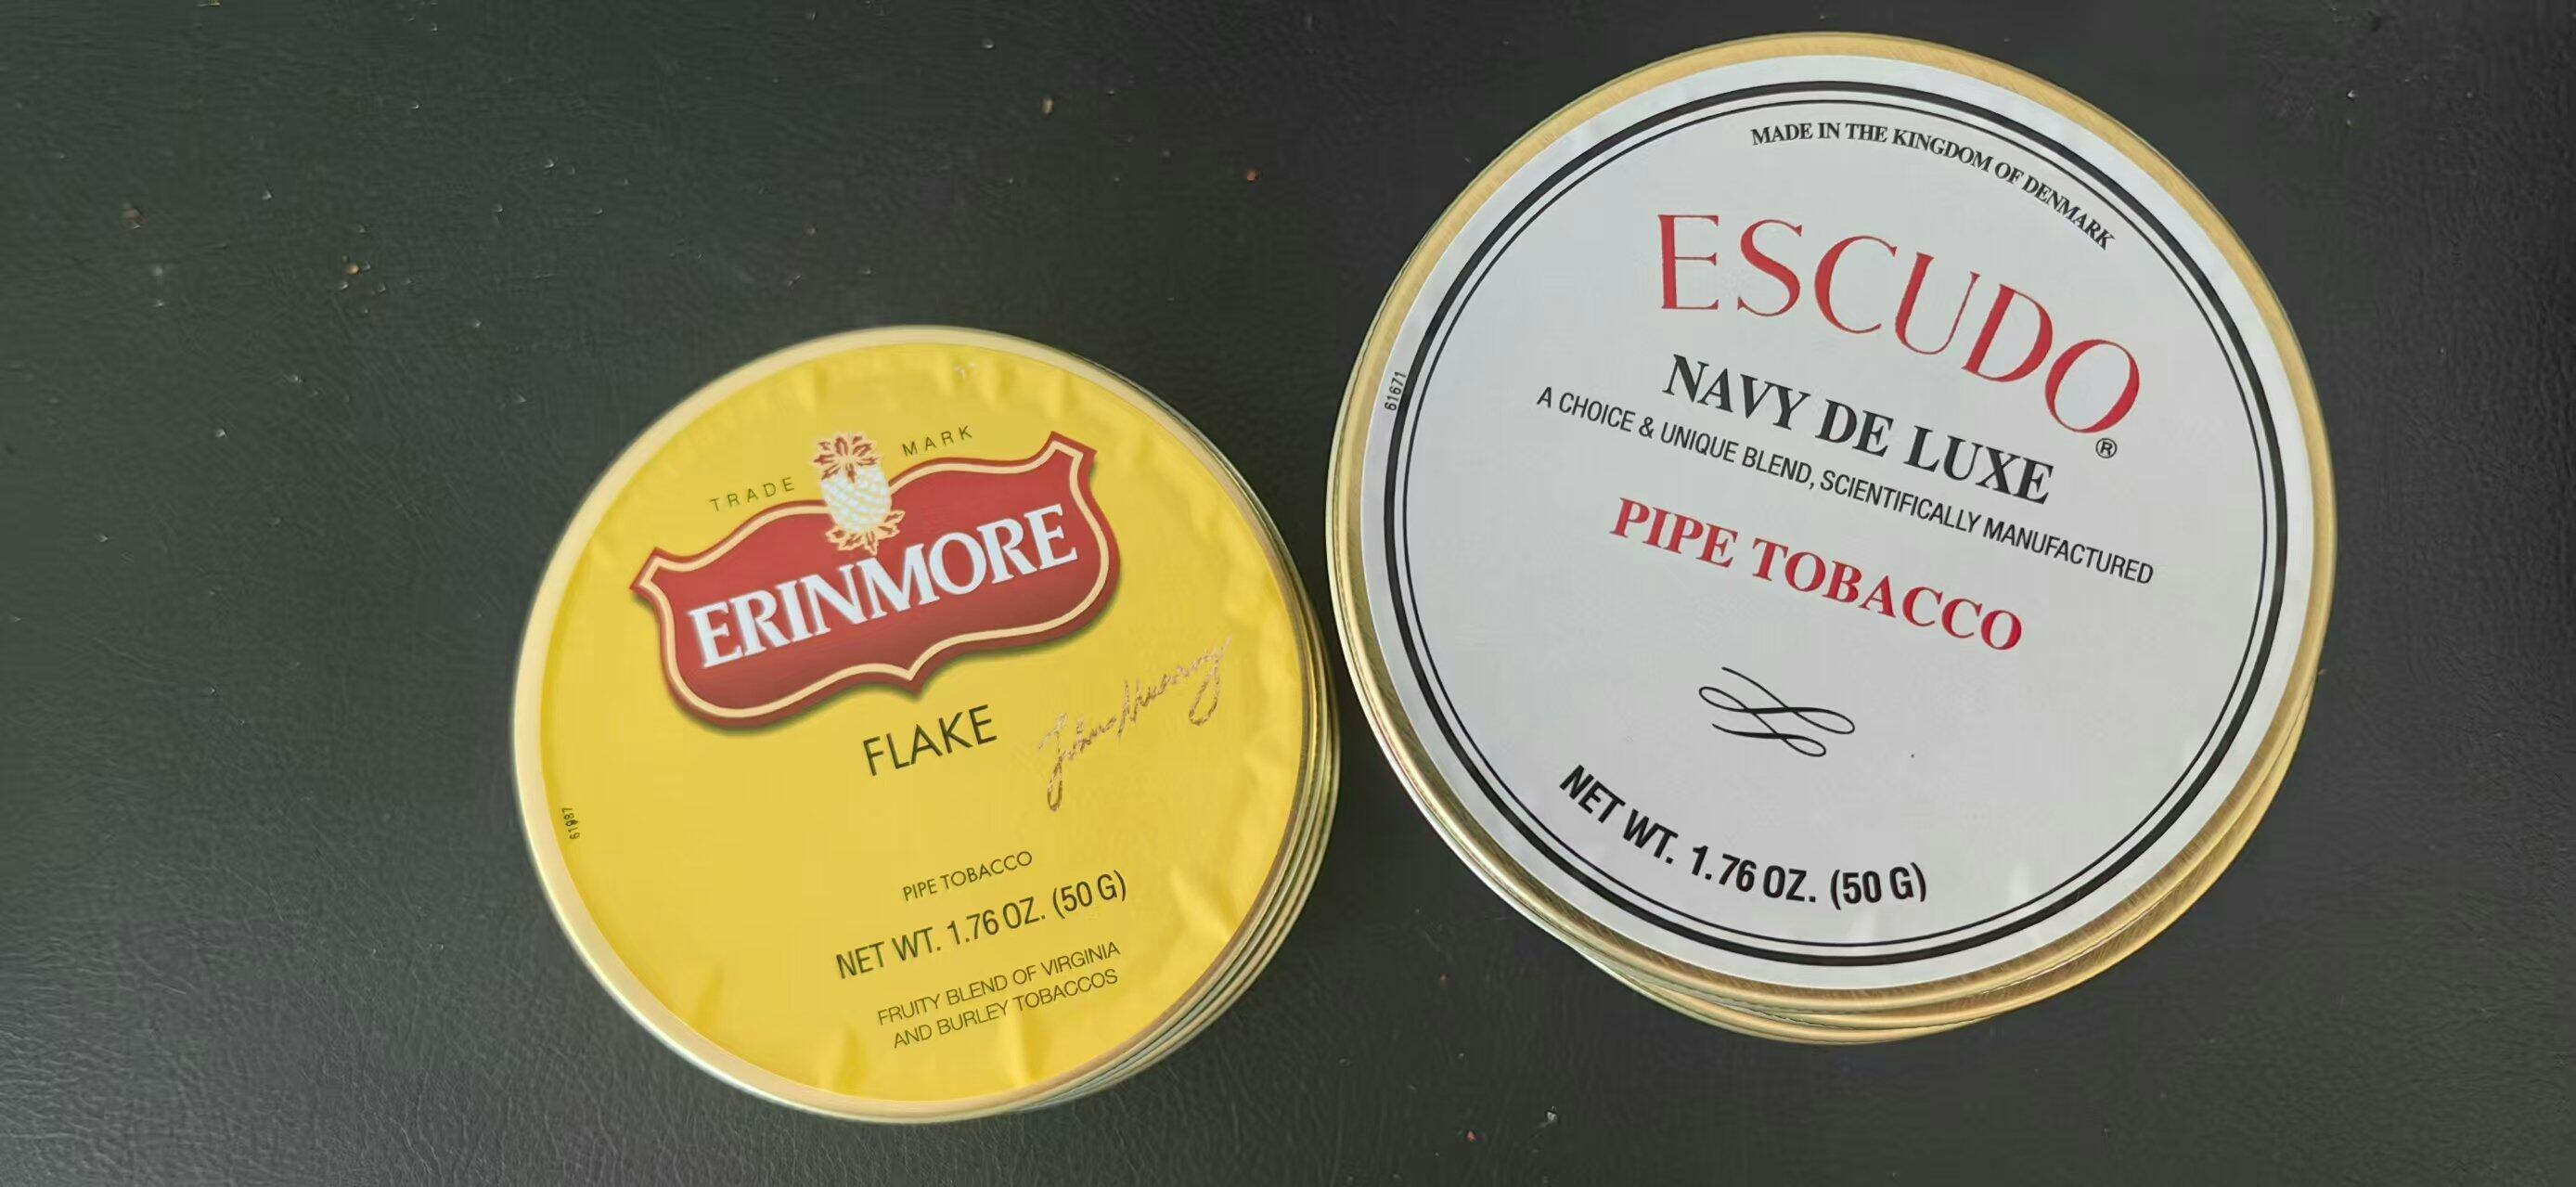 TRADE MARK
ERINMORE
FLAKE
PIPE TOBACCO
NET WT. 1.76 OZ. (50 G)
FRUITY BLEND OF VIRGINIA
AND BURLEY TOBACCOS
MADE IN THE KINGDOM OF DENMARK
ESCUDO®
NAVY DE LUXE
A CHOICE & UNIQUE BLEND, SCIENTIFICALLY MANUFACTURED
PIPE TOBACCO
NET WT. 1.76 OZ. (50 G)
61671